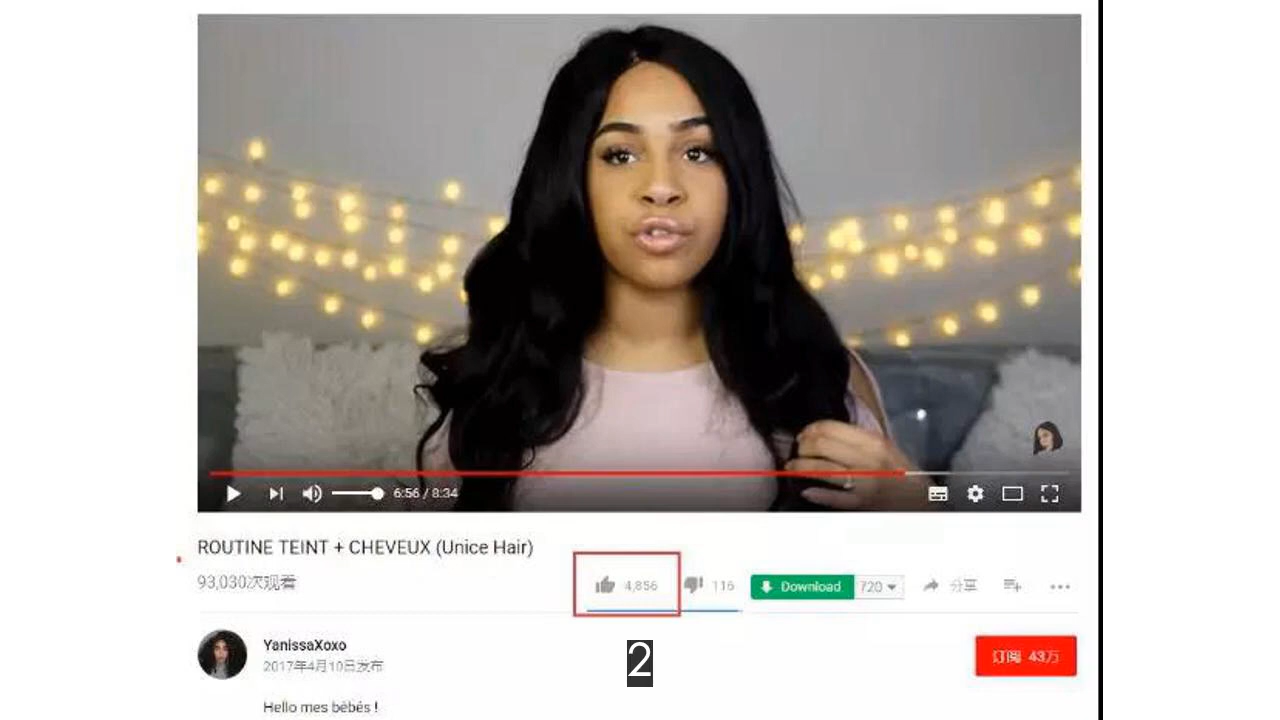 6:56 / 8:34
ROUTINE TEINT + CHEVEUX (Unice Hair)
93,030次观看
4,856
116
Download
720
分享
YanissaXoxo
2017年4月10日发布
订阅 43万
2
Hello mes bébés !